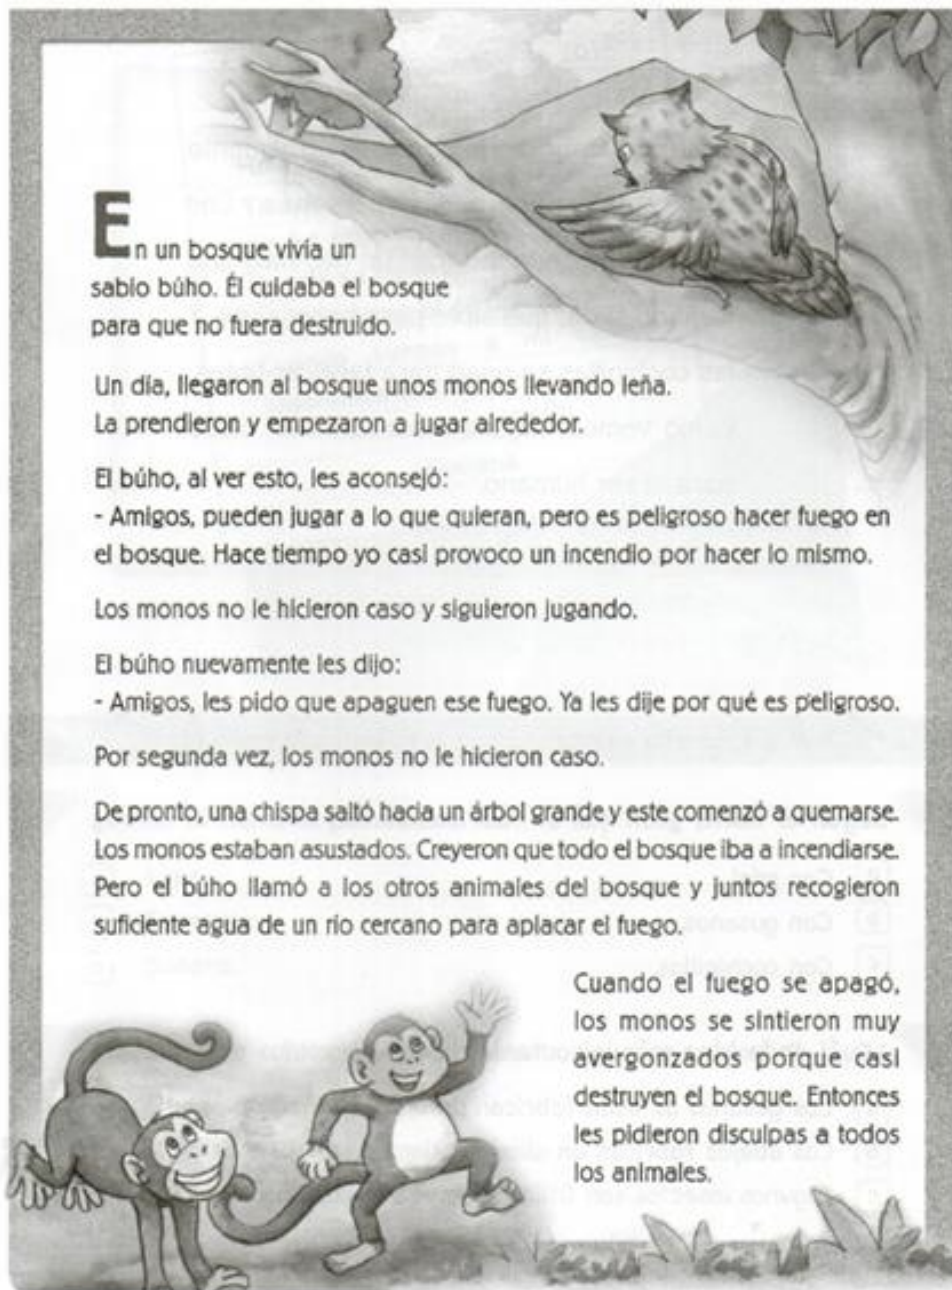 En un bosque vivía un
sabio búho. Él cuidaba el bosque
para que no fuera destruido.
Un día, llegaron al bosque unos monos llevando leña.
La prendieron y empezaron a jugar alrededor.
El búho, al ver esto, les aconsejó:
- Amigos, pueden jugar a lo que quieran, pero es peligroso hacer fuego en
el bosque. Hace tiempo yo casi provoco un incendio por hacer lo mismo.
Los monos no le hicieron caso y siguieron jugando.
El búho nuevamente les dijo:
- Amigos, les pido que apaguen ese fuego. Ya les dije por qué es peligroso.
Por segunda vez, los monos no le hicieron caso.
De pronto, una chispa saltó hacia un árbol grande y este comenzó a quemarse.
Los monos estaban asustados. Creyeron que todo el bosque iba a incendiarse.
Pero el búho llamó a los otros animales del bosque y juntos recogieron
suficiente agua de un río cercano para aplacar el fuego.
Cuando el fuego se apagó,
los monos se sintieron muy
avergonzados porque casi
destruyen el bosque. Entonces
les pidieron disculpas a todos
los animales.